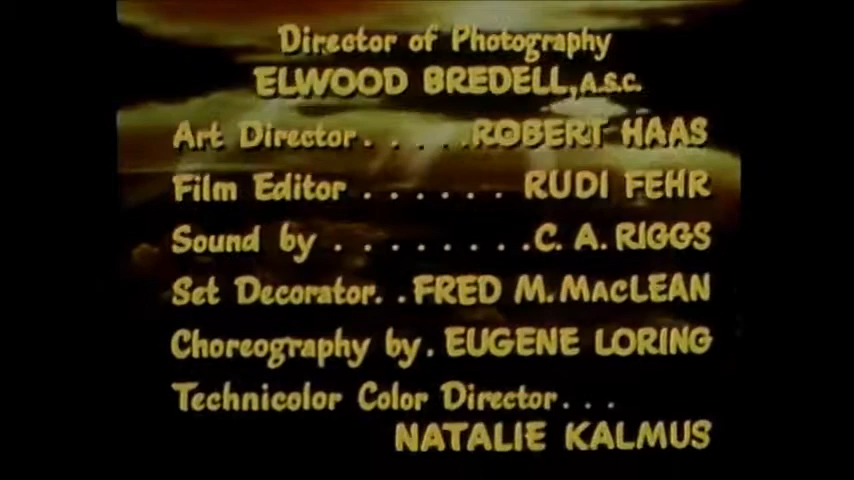 Director of Photography
ELWOOD BREDELL, A.S.C.
Art Director.....ROBERT HAAS
Film Editor ...... RUDI FEHR
Sound by ........C. A. RIGGS
Set Decorator. .FRED M. MacLEAN
Choreography by. EUGENE LORING
Technicolor Color Director...
NATALIE KALMUS